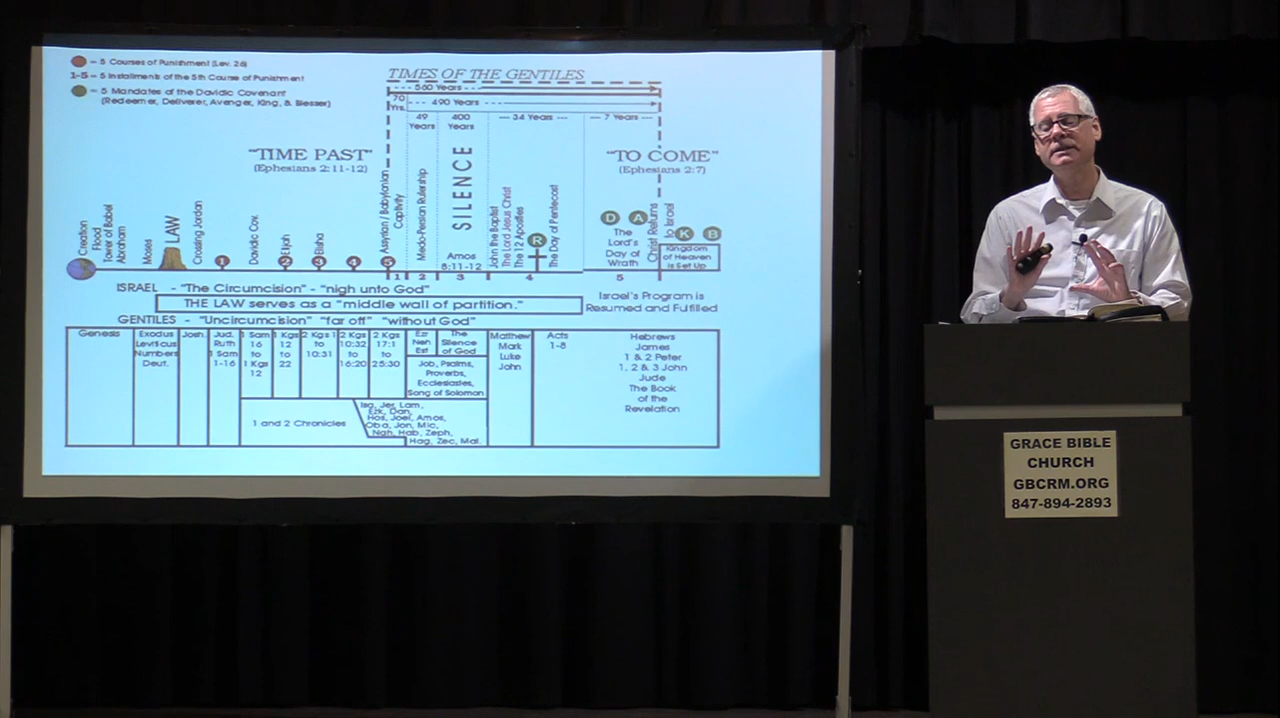 = 5 Courses of Punishment (Lev. 26)
1-5 = 5 Installments of the 5th Course of Punishment
= 5 Mandates of the Davidic Covenant
(Redeemer, Deliverer, Avenger, King, & Blesser)
TIMES OF THE GENTILES
560 Years
70 Yrs.
490 Years
49 Years
400 Years
34 Years
7 Years
"TIME PAST"
(Ephesians 2:11-12)
"TO COME"
(Ephesians 2:7)
Creation
Flood
Tower of Babel
Abraham
Moses
LAW
Crossing Jordan
1
Davidic Cov.
2
Elijah
3
Elisha
4
5
Assyrian / Babylonian
Captivity
Medo-Persian Rulership
SILENCE
Amos
8:11-12
John the Baptist
The Lord Jesus Christ
The 12 Apostles
R
The Day of Pentecost
D
A
The
Lord's
Day of
Wrath
Christ Returns
To Israel
K
B
Kingdom
of Heaven
is Set Up
1
2
3
4
5
ISRAEL - "The Circumcision" - "nigh unto God"
THE LAW serves as a "middle wall of partition."
GENTILES - "Uncircumcision" "far off" "without God"
Israel's Program is
Resumed and Fulfilled
Genesis
Exodus
Leviticus
Numbers
Deut.
Josh.
Jud.
Ruth
1 Sam
1-16
1 Sam
16
to
1 Kgs
12
1 Kgs
12
to
22
2 Kgs 1
to
10:31
2 Kgs
10:32
to
16:20
2 Kgs
17:1
to
25:30
Ezr
Neh
Est
The
Silence
of God
Job, Psalms,
Proverbs,
Ecclesiastes,
Song of Solomon
1 and 2 Chronicles
Isa, Jer, Lam,
Ezk, Dan,
Hos, Joel, Amos,
Oba, Jon, Mic,
Nah, Hab, Zeph,
Hag, Zec, Mal.
Matthew
Mark
Luke
John
Acts
1-8
Hebrews
James
1 & 2 Peter
1, 2 & 3 John
Jude
The Book
of the
Revelation
GRACE BIBLE
CHURCH
GBCRM.ORG
847-894-2893